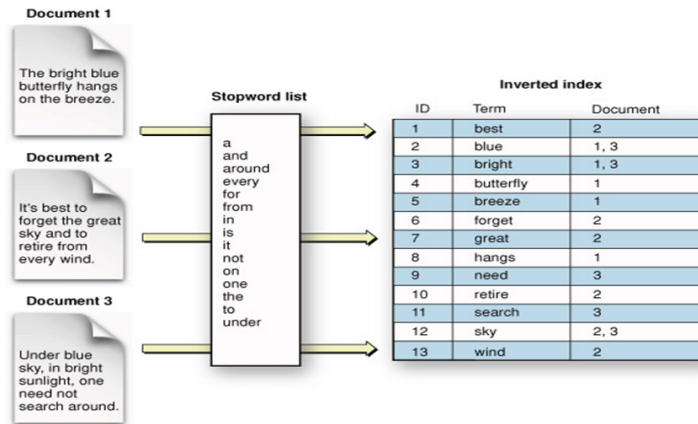 Document 1
The bright blue
butterfly hangs
on the breeze.
Document 2
It's best to
forget the great
sky and to
retire from
every wind.
Document 3
Under blue
sky, in bright
sunlight, one
need not
search around.
Stopword list
a
and
around
every
for
from
in
is
it
not
on
one
the
to
under
Inverted index
ID Term Document
1 best 2
2 blue 1, 3
3 bright 1, 3
4 butterfly 1
5 breeze 1
6 forget 2
7 great 2
8 hangs 1
9 need 3
10 retire 2
11 search 3
12 sky 2, 3
13 wind 2